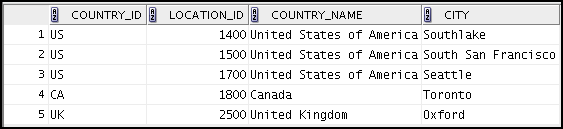 COUNTRY_ID LOCATION_ID COUNTRY_NAME CITY
1 US 1400 United States of America Southlake
2 US 1500 United States of America South San Francisco
3 US 1700 United States of America Seattle
4 CA 1800 Canada Toronto
5 UK 2500 United Kingdom Oxford